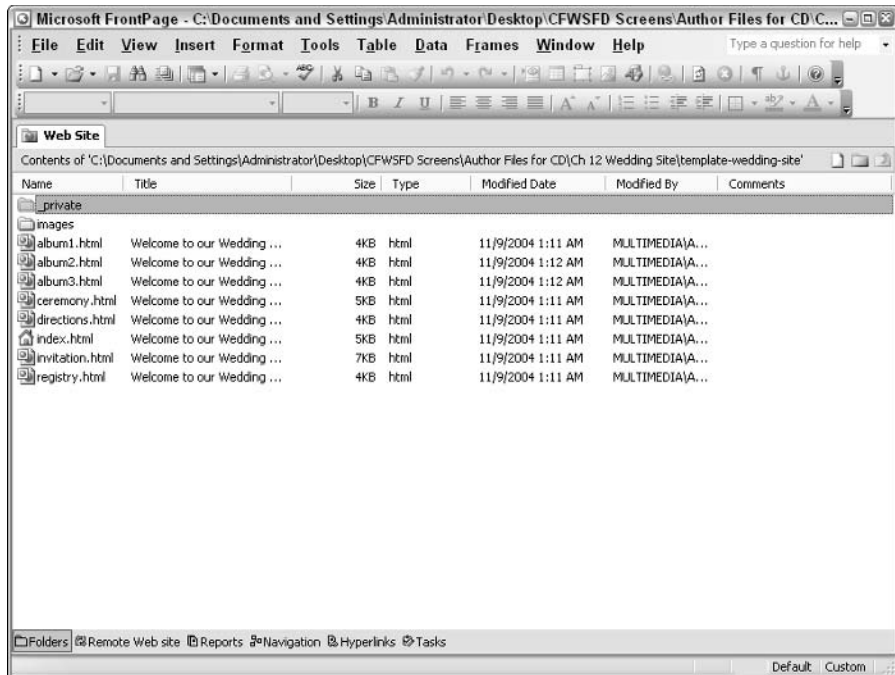 Microsoft FrontPage - C:\Documents and Settings\Administrator\Desktop\CFWSFD Screens\Author Files for CD\C...
File Edit View Insert Format Tools Table Data Frames Window Help Type a question for help
B I U A A ab A
Web Site
Contents of 'C:\Documents and Settings\Administrator\Desktop\CFWSFD Screens\Author Files for CD\Ch 12 Wedding Site\template-wedding-site'
Name Title Size Type Modified Date Modified By Comments
_private
images
album1.html Welcome to our Wedding ... 4KB html 11/9/2004 1:11 AM MULTIMEDIA\A...
album2.html Welcome to our Wedding ... 4KB html 11/9/2004 1:12 AM MULTIMEDIA\A...
album3.html Welcome to our Wedding ... 4KB html 11/9/2004 1:12 AM MULTIMEDIA\A...
ceremony.html Welcome to our Wedding ... 5KB html 11/9/2004 1:11 AM MULTIMEDIA\A...
directions.html Welcome to our Wedding ... 4KB html 11/9/2004 1:11 AM MULTIMEDIA\A...
index.html Welcome to our Wedding ... 5KB html 11/9/2004 1:11 AM MULTIMEDIA\A...
invitation.html Welcome to our Wedding ... 7KB html 11/9/2004 1:11 AM MULTIMEDIA\A...
registry.html Welcome to our Wedding ... 4KB html 11/9/2004 1:11 AM MULTIMEDIA\A...
Folders Remote Web site Reports Navigation Hyperlinks Tasks
Default Custom